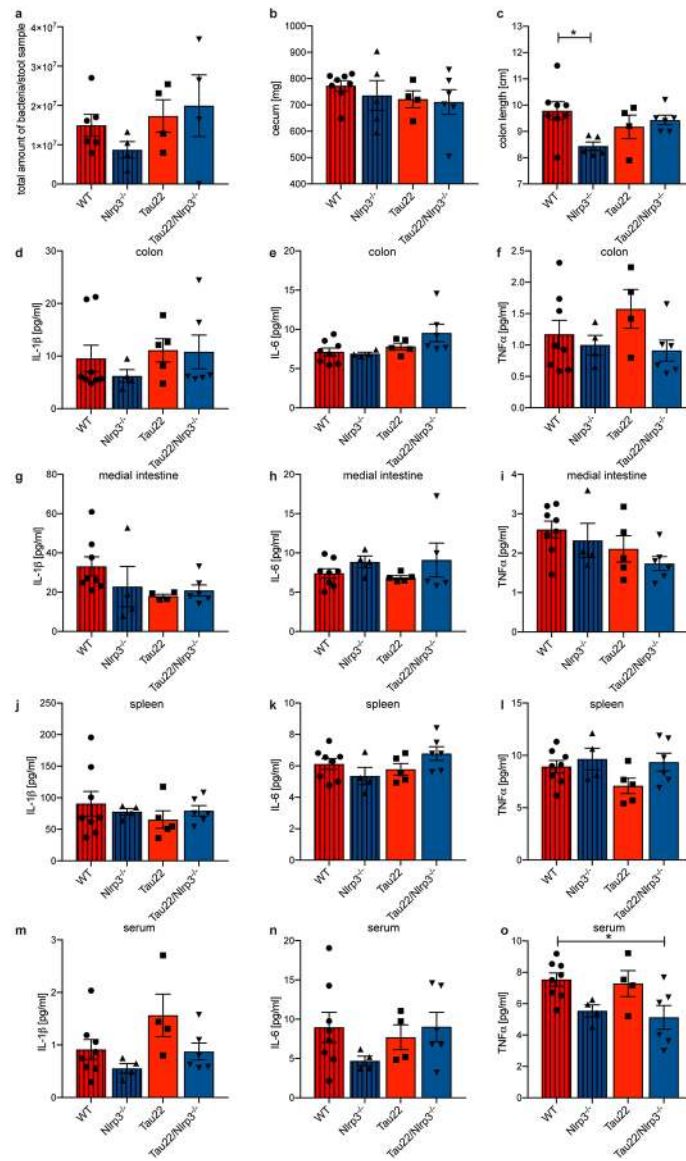 a
total amount of bacteria/stool sample
4×10⁷
3×10⁷
2×10⁷
1×10⁷
0
WT
Nlrp3⁻/⁻
Tau22
Tau22/Nlrp3⁻/⁻
b
cecum [mg]
1000
900
800
700
600
500
400
WT
Nlrp3⁻/⁻
Tau22
Tau22/Nlrp3⁻/⁻
c
colon length [cm]
13
12
11
10
9
8
7
*
WT
Nlrp3⁻/⁻
Tau22
Tau22/Nlrp3⁻/⁻
d
colon
IL-1β [pg/ml]
30
20
10
0
WT
Nlrp3⁻/⁻
Tau22
Tau22/Nlrp3⁻/⁻
e
colon
IL-6 [pg/ml]
20
15
10
5
0
WT
Nlrp3⁻/⁻
Tau22
Tau22/Nlrp3⁻/⁻
f
colon
TNFα [pg/ml]
2.5
2.0
1.5
1.0
0.5
0.0
WT
Nlrp3⁻/⁻
Tau22
Tau22/Nlrp3⁻/⁻
g
medial intestine
IL-1β [pg/ml]
80
60
40
20
0
WT
Nlrp3⁻/⁻
Tau22
Tau22/Nlrp3⁻/⁻
h
medial intestine
IL-6 [pg/ml]
20
15
10
5
0
WT
Nlrp3⁻/⁻
Tau22
Tau22/Nlrp3⁻/⁻
i
medial intestine
TNFα [pg/ml]
4
3
2
1
0
WT
Nlrp3⁻/⁻
Tau22
Tau22/Nlrp3⁻/⁻
j
spleen
IL-1β [pg/ml]
250
200
150
100
50
0
WT
Nlrp3⁻/⁻
Tau22
Tau22/Nlrp3⁻/⁻
k
spleen
IL-6 [pg/ml]
10
8
6
4
2
0
WT
Nlrp3⁻/⁻
Tau22
Tau22/Nlrp3⁻/⁻
l
spleen
TNFα [pg/ml]
15
10
5
0
WT
Nlrp3⁻/⁻
Tau22
Tau22/Nlrp3⁻/⁻
m
serum
IL-1β [pg/ml]
3
2
1
0
WT
Nlrp3⁻/⁻
Tau22
Tau22/Nlrp3⁻/⁻
n
serum
IL-6 [pg/ml]
20
15
10
5
0
WT
Nlrp3⁻/⁻
Tau22
Tau22/Nlrp3⁻/⁻
o
serum
TNFα [pg/ml]
10
8
6
4
2
0
*
WT
Nlrp3⁻/⁻
Tau22
Tau22/Nlrp3⁻/⁻